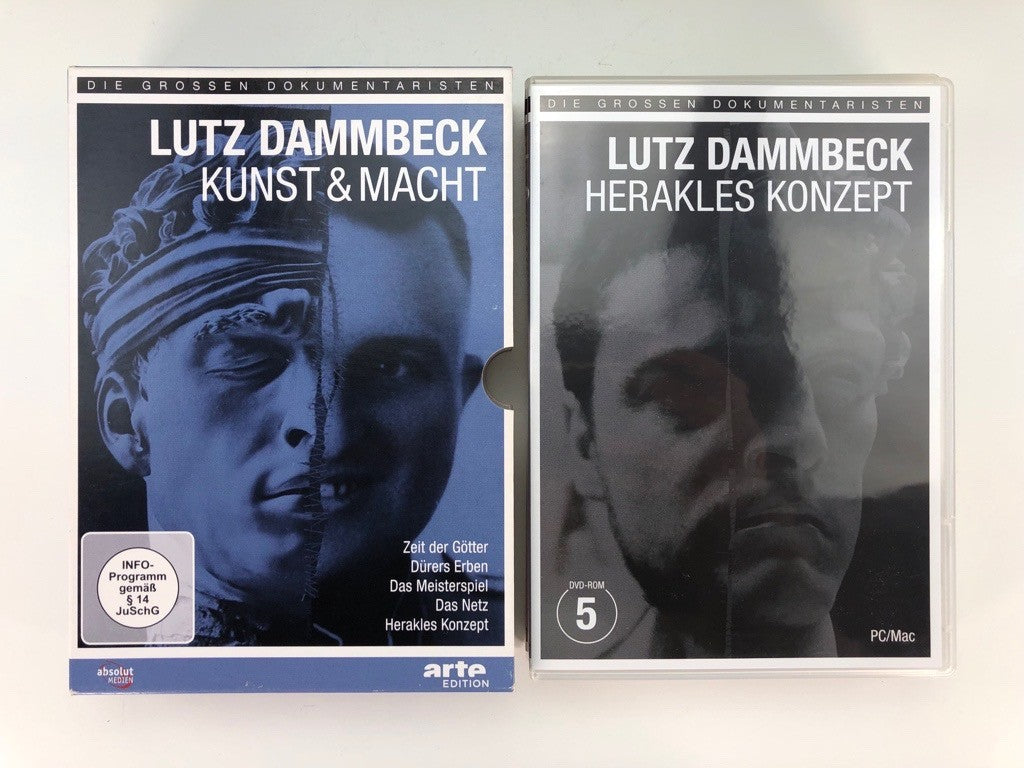 DIE GROSSEN DOKUMENTARISTEN
LUTZ DAMMBECK
KUNST & MACHT
Zeit der Götter
Dürers Erben
Das Meisterspiel
Das Netz
Herakles Konzept
INFO-
Programm
gemäß
§ 14
JuSchG
absolut
MEDIEN
arte
EDITION
DIE GROSSEN DOKUMENTARISTEN
LUTZ DAMMBECK
HERAKLES KONZEPT
DVD-ROM
5
PC/Mac